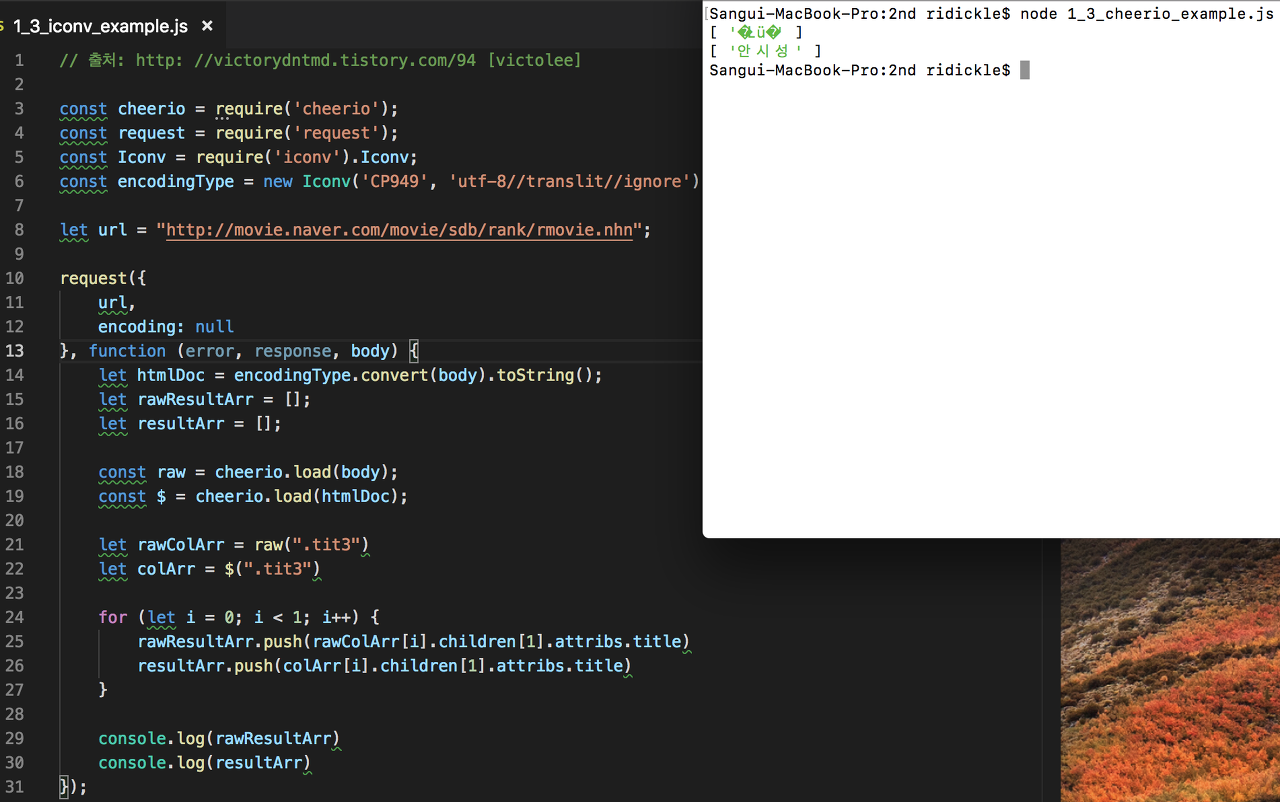 1_3_iconv_example.js ×
1 // 출처: http: //victorydntmd.tistory.com/94 [victolee]
2
3 const cheerio = require('cheerio');
4 const request = require('request');
5 const Iconv = require('iconv').Iconv;
6 const encodingType = new Iconv('CP949', 'utf-8//translit//ignore')
7
8 let url = "http://movie.naver.com/movie/sdb/rank/rmovie.nhn";
9
10 request({
11 url,
12 encoding: null
13 }, function (error, response, body) {
14 let htmlDoc = encodingType.convert(body).toString();
15 let rawResultArr = [];
16 let resultArr = [];
17
18 const raw = cheerio.load(body);
19 const $ = cheerio.load(htmlDoc);
20
21 let rawColArr = raw(".tit3")
22 let colArr = $(".tit3")
23
24 for (let i = 0; i < 1; i++) {
25 rawResultArr.push(rawColArr[i].children[1].attribs.title)
26 resultArr.push(colArr[i].children[1].attribs.title)
27 }
28
29 console.log(rawResultArr)
30 console.log(resultArr)
31 });
[Sangui-MacBook-Pro:2nd ridickle$ node 1_3_cheerio_example.js
[ '�Ƚü�' ]
[ '안시성' ]
Sangui-MacBook-Pro:2nd ridickle$